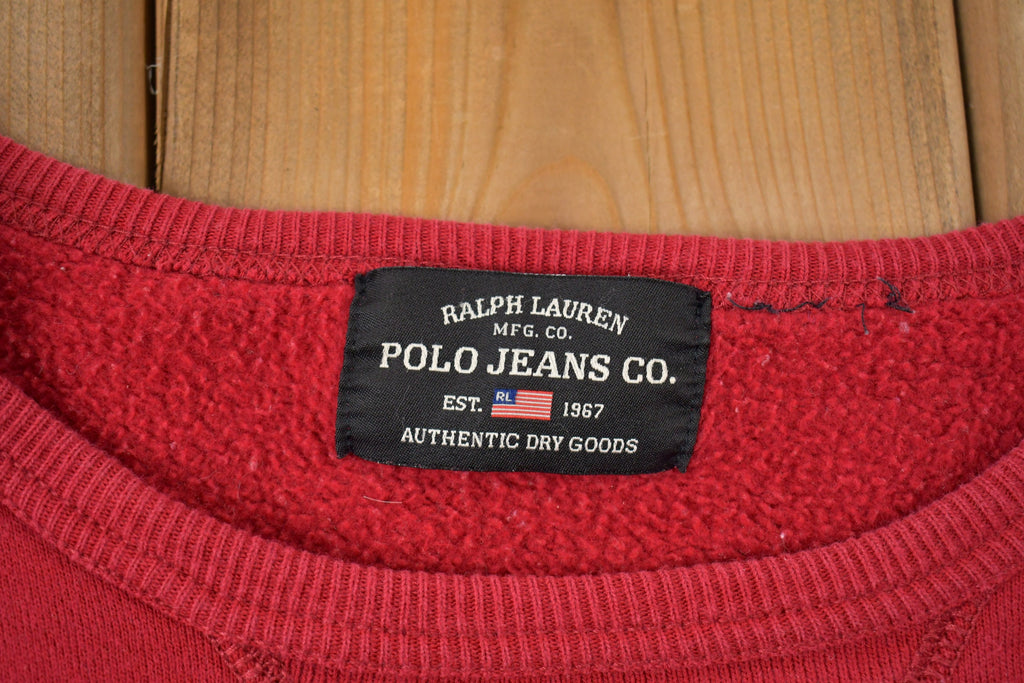 RALPH LAUREN
MFG. CO.
POLO JEANS CO.
EST. RL 1967
AUTHENTIC DRY GOODS